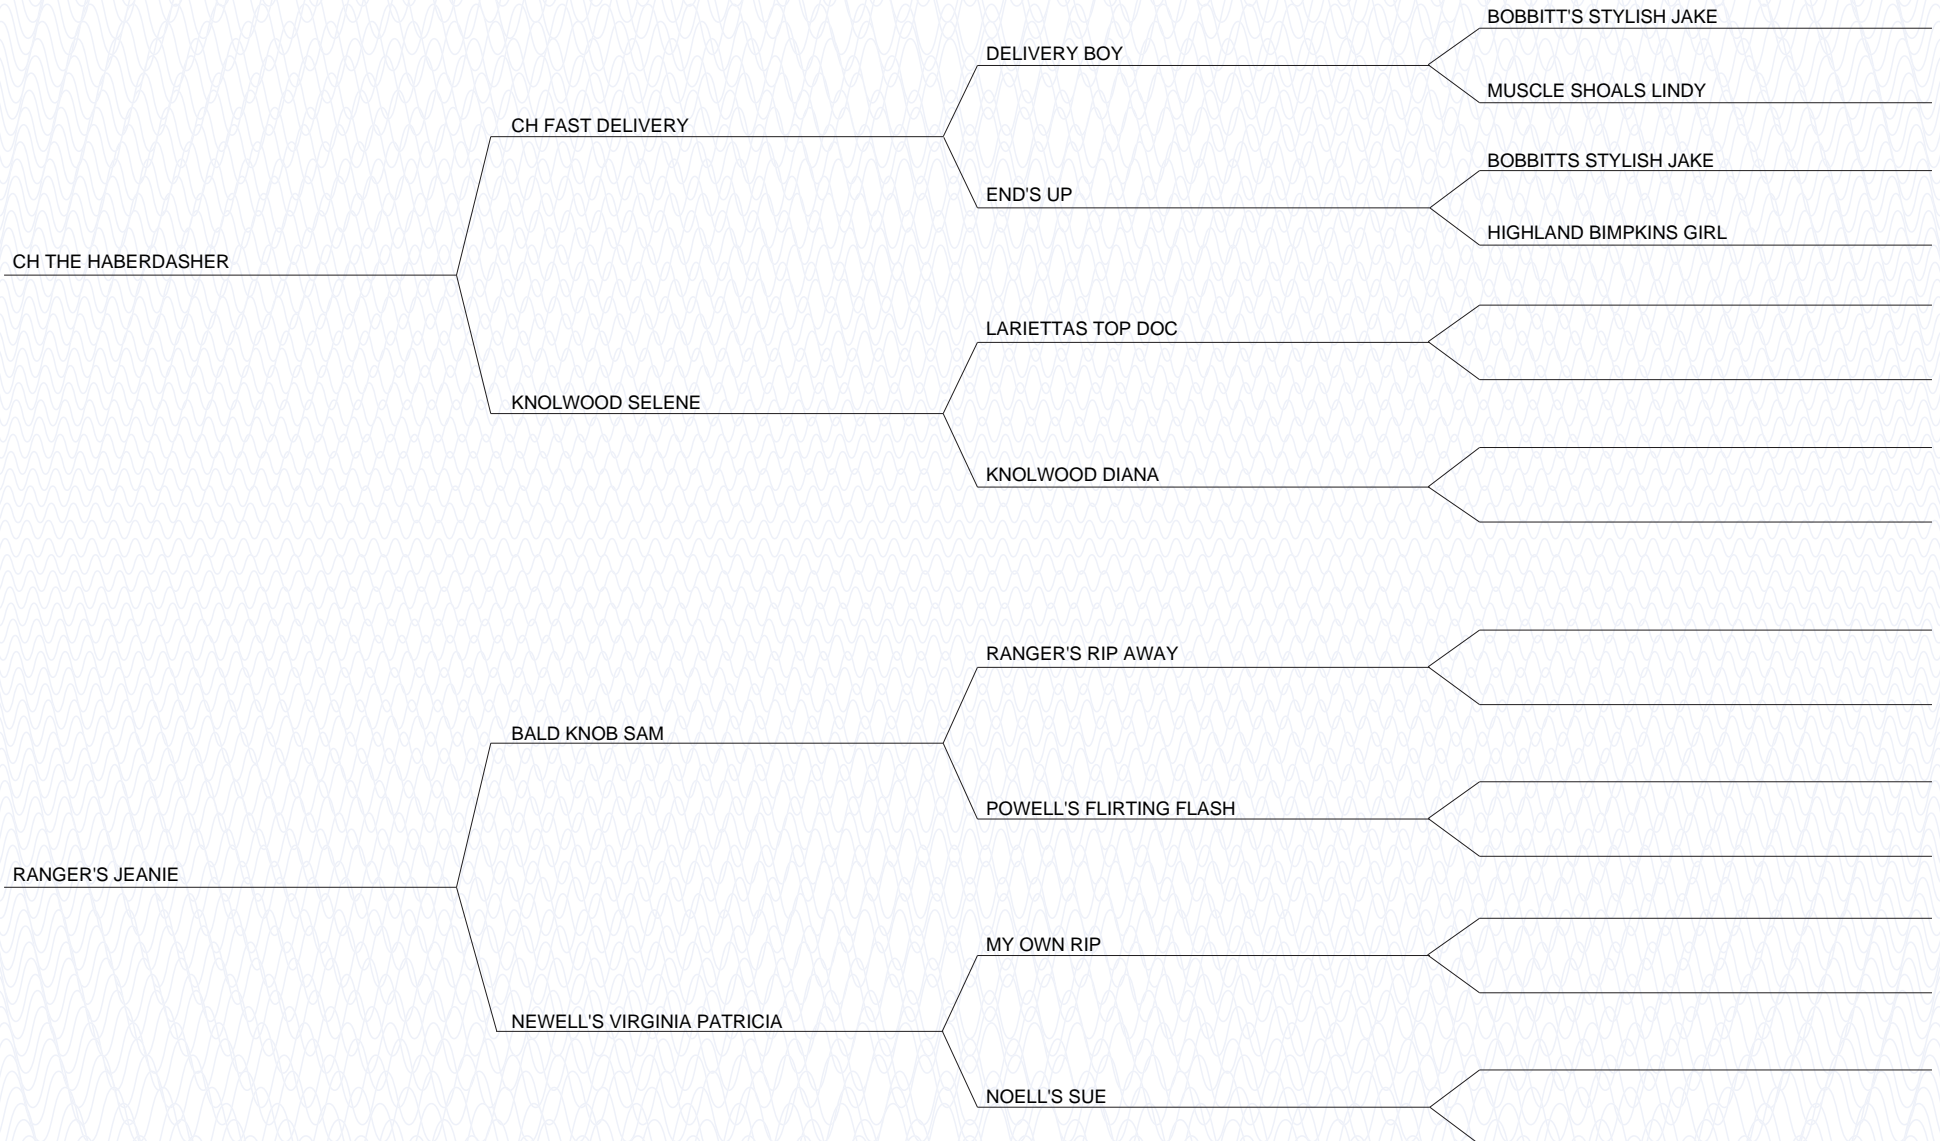 BOBBITT'S STYLISH JAKE
DELIVERY BOY
MUSCLE SHOALS LINDY
CH FAST DELIVERY
BOBBITTS STYLISH JAKE
END'S UP
HIGHLAND BIMPKINS GIRL
CH THE HABERDASHER
LARIETTAS TOP DOC
KNOLWOOD SELENE
KNOLWOOD DIANA
RANGER'S RIP AWAY
BALD KNOB SAM
POWELL'S FLIRTING FLASH
RANGER'S JEANIE
MY OWN RIP
NEWELL'S VIRGINIA PATRICIA
NOELL'S SUE